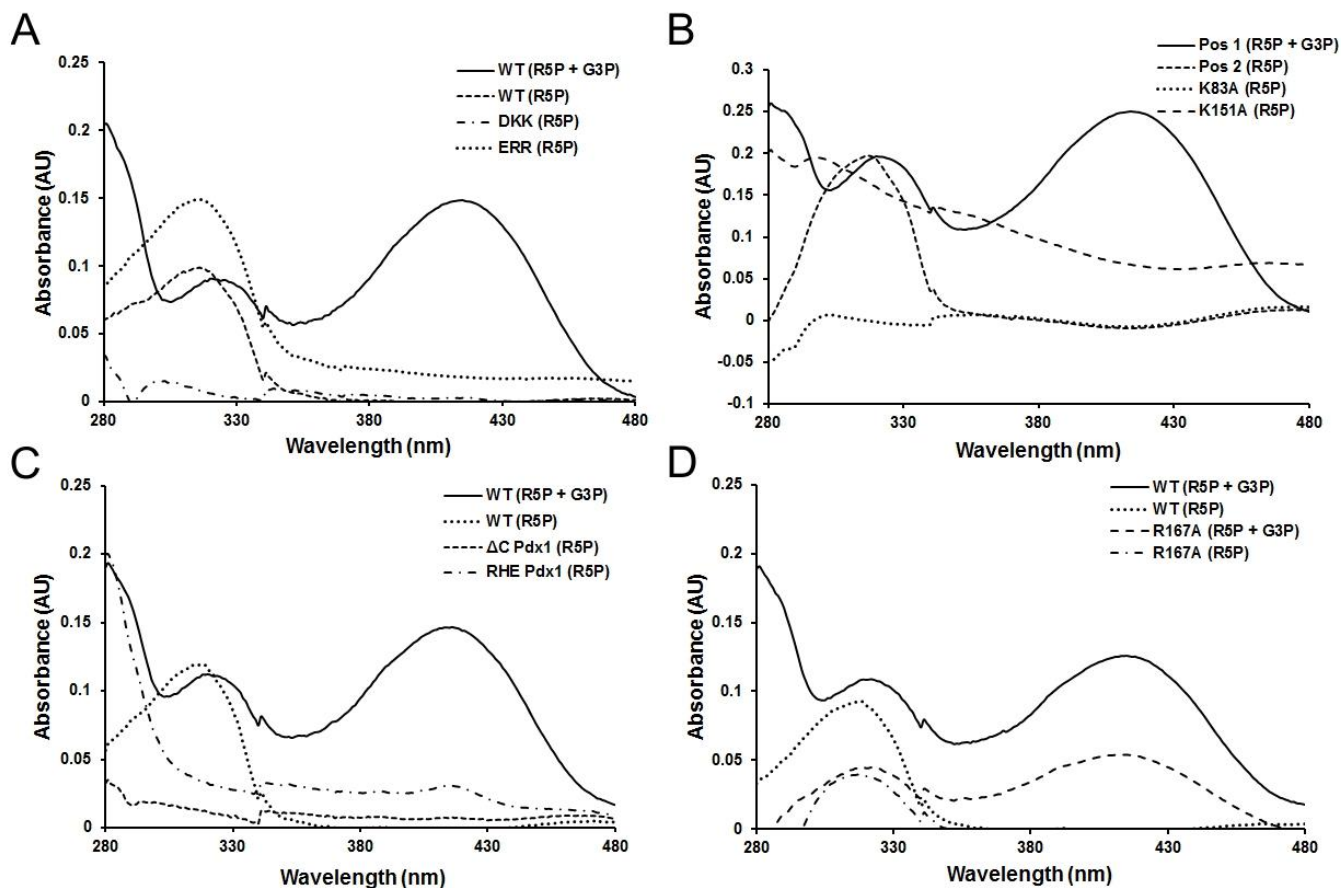 A
Absorbance (AU)
0.25
0.2
0.15
0.1
0.05
0
280
330
380
430
480
Wavelength (nm)
WT (R5P + G3P)
WT (R5P)
DKK (R5P)
ERR (R5P)
B
Absorbance (AU)
0.3
0.25
0.2
0.15
0.1
0.05
0
-0.05
-0.1
280
330
380
430
480
Wavelength (nm)
Pos 1 (R5P + G3P)
Pos 2 (R5P)
K83A (R5P)
K151A (R5P)
C
Absorbance (AU)
0.25
0.2
0.15
0.1
0.05
0
280
330
380
430
480
Wavelength (nm)
WT (R5P + G3P)
WT (R5P)
ΔC Pdx1 (R5P)
RHE Pdx1 (R5P)
D
Absorbance (AU)
0.25
0.2
0.15
0.1
0.05
0
280
330
380
430
480
Wavelength (nm)
WT (R5P + G3P)
WT (R5P)
R167A (R5P + G3P)
R167A (R5P)